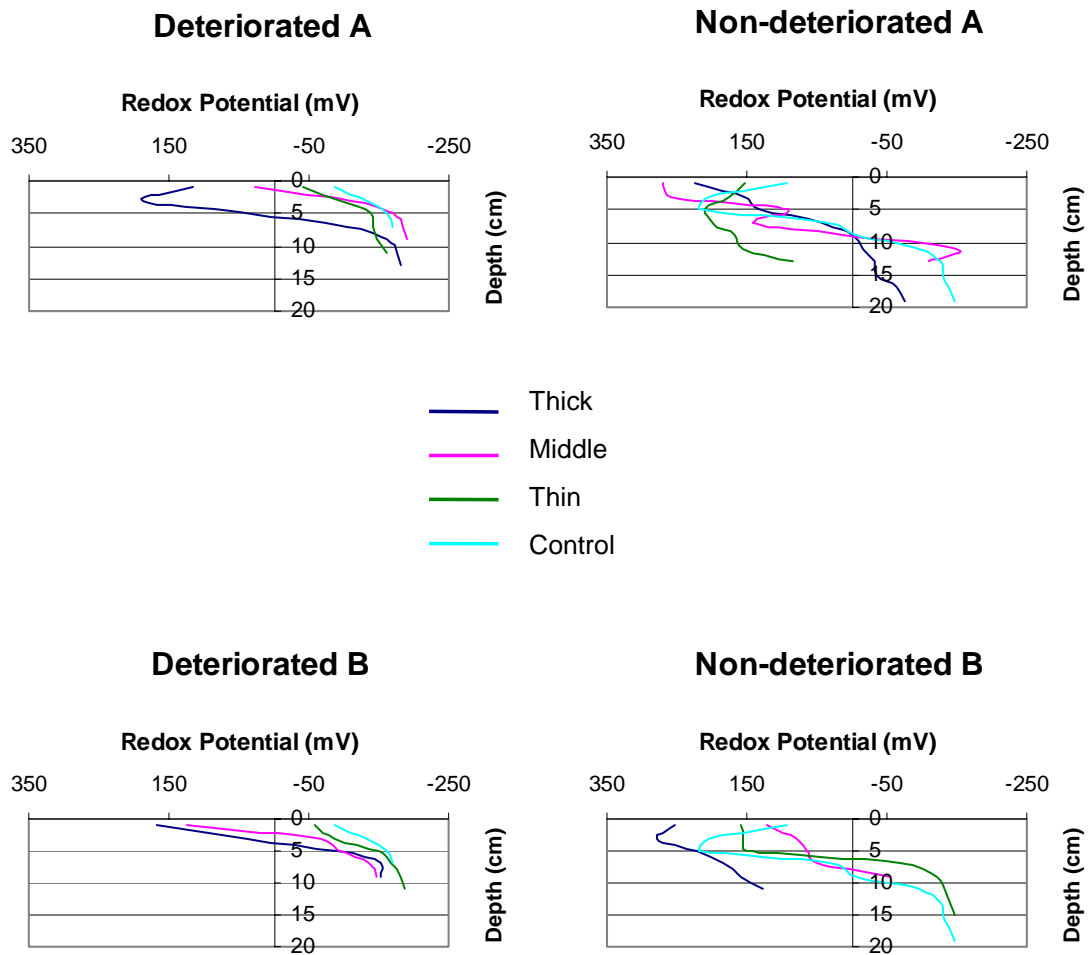 Deteriorated A
Redox Potential (mV)
350 150 -50 -250
0
5
10
15
20
Depth (cm)
Non-deteriorated A
Redox Potential (mV)
350 150 -50 -250
0
5
10
15
20
Depth (cm)
Thick
Middle
Thin
Control
Deteriorated B
Redox Potential (mV)
350 150 -50 -250
0
5
10
15
20
Depth (cm)
Non-deteriorated B
Redox Potential (mV)
350 150 -50 -250
0
5
10
15
20
Depth (cm)